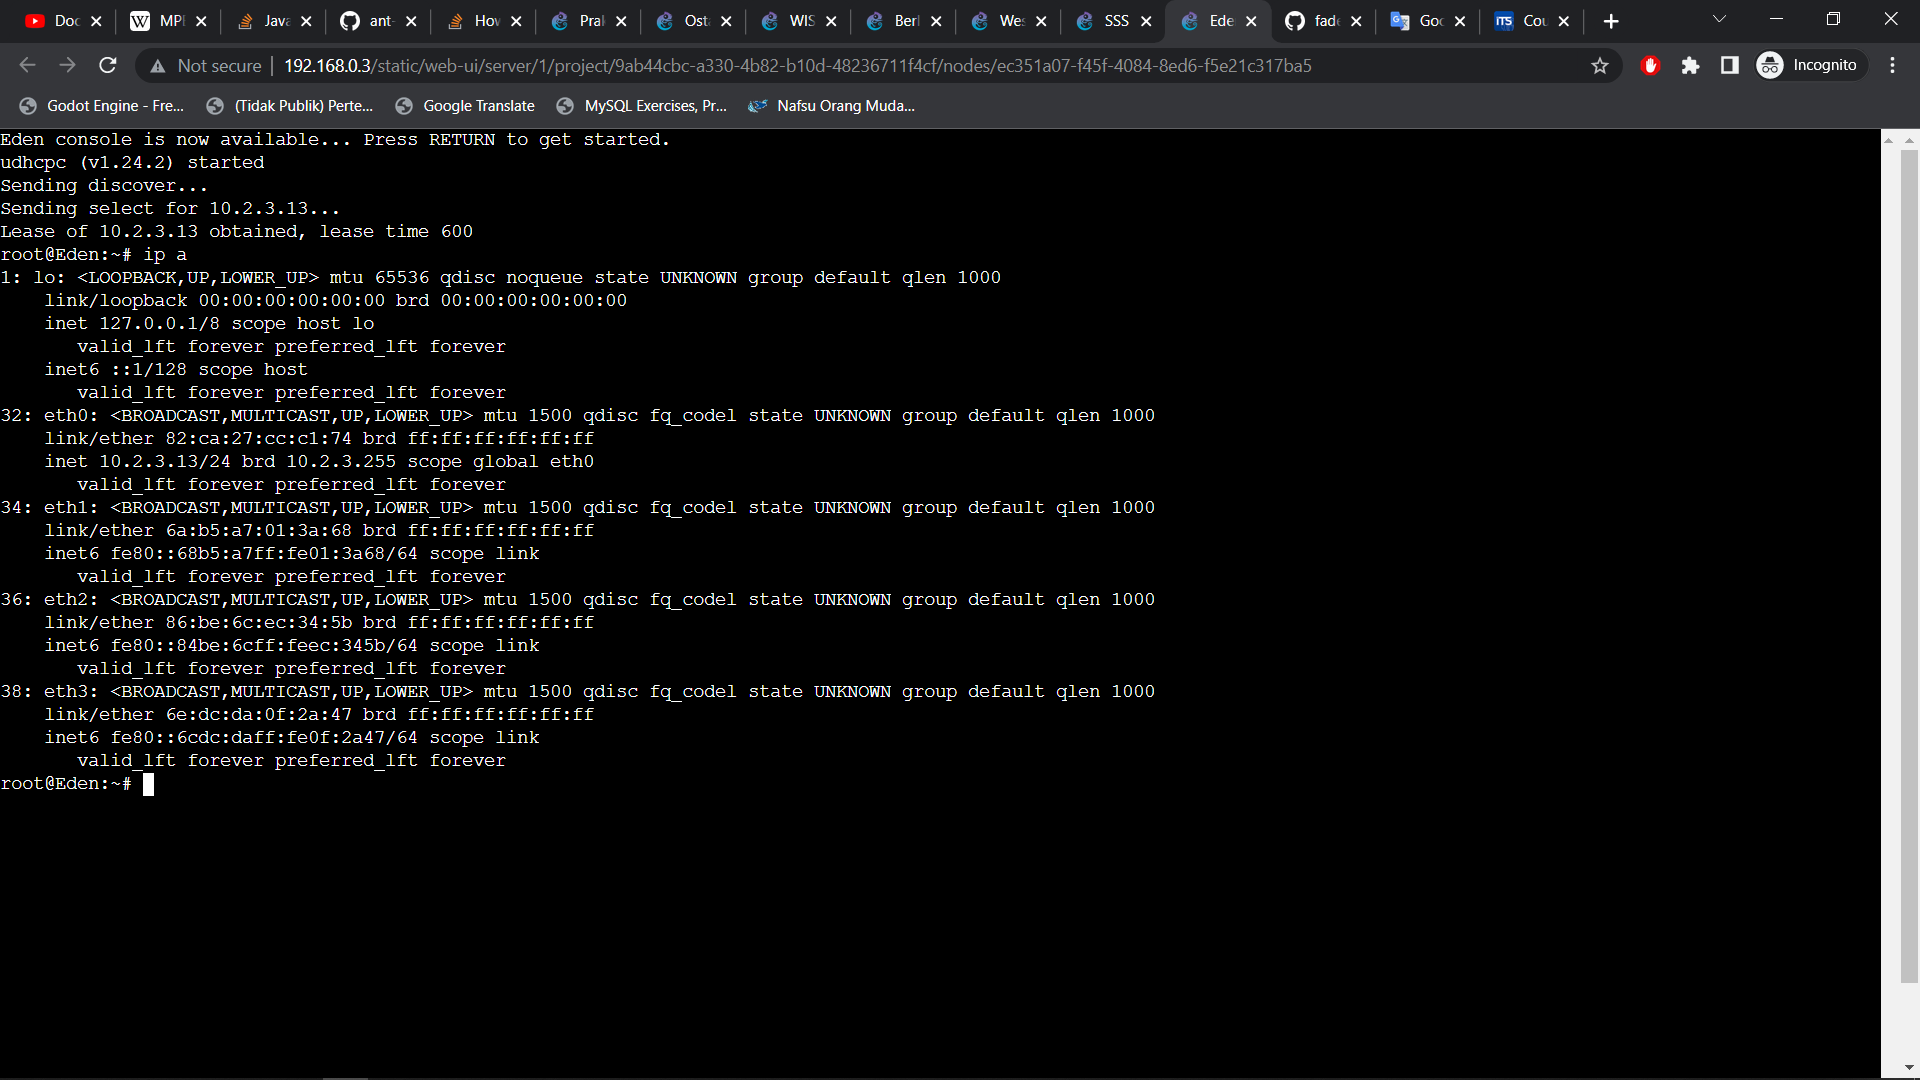 Doc
MPI
Java
ant-
How
Pral
Ost
WIS
Berl
Wes
SSS
Ede
fade
Goo
ITS Cou
Not secure 192.168.0.3/static/web-ui/server/1/project/9ab44cbc-a330-4b82-b10d-48236711f4cf/nodes/ec351a07-f45f-4084-8ed6-f5e21c317ba5 Incognito
Godot Engine - Fre... (Tidak Publik) Perte... Google Translate MySQL Exercises, Pr... Nafsu Orang Muda...
Eden console is now available... Press RETURN to get started.
udhcpc (v1.24.2) started
Sending discover...
Sending select for 10.2.3.13...
Lease of 10.2.3.13 obtained, lease time 600
root@Eden:~# ip a
1: lo: <LOOPBACK,UP,LOWER_UP> mtu 65536 qdisc noqueue state UNKNOWN group default qlen 1000
link/loopback 00:00:00:00:00:00 brd 00:00:00:00:00:00
inet 127.0.0.1/8 scope host lo
valid_lft forever preferred_lft forever
inet6 ::1/128 scope host
valid_lft forever preferred_lft forever
32: eth0: <BROADCAST,MULTICAST,UP,LOWER_UP> mtu 1500 qdisc fq_codel state UNKNOWN group default qlen 1000
link/ether 82:ca:27:cc:c1:74 brd ff:ff:ff:ff:ff:ff
inet 10.2.3.13/24 brd 10.2.3.255 scope global eth0
valid_lft forever preferred_lft forever
34: eth1: <BROADCAST,MULTICAST,UP,LOWER_UP> mtu 1500 qdisc fq_codel state UNKNOWN group default qlen 1000
link/ether 6a:b5:a7:01:3a:68 brd ff:ff:ff:ff:ff:ff
inet6 fe80::68b5:a7ff:fe01:3a68/64 scope link
valid_lft forever preferred_lft forever
36: eth2: <BROADCAST,MULTICAST,UP,LOWER_UP> mtu 1500 qdisc fq_codel state UNKNOWN group default qlen 1000
link/ether 86:be:6c:ec:34:5b brd ff:ff:ff:ff:ff:ff
inet6 fe80::84be:6cff:feec:345b/64 scope link
valid_lft forever preferred_lft forever
38: eth3: <BROADCAST,MULTICAST,UP,LOWER_UP> mtu 1500 qdisc fq_codel state UNKNOWN group default qlen 1000
link/ether 6e:dc:da:0f:2a:47 brd ff:ff:ff:ff:ff:ff
inet6 fe80::6cdc:daff:fe0f:2a47/64 scope link
valid_lft forever preferred_lft forever
root@Eden:~#